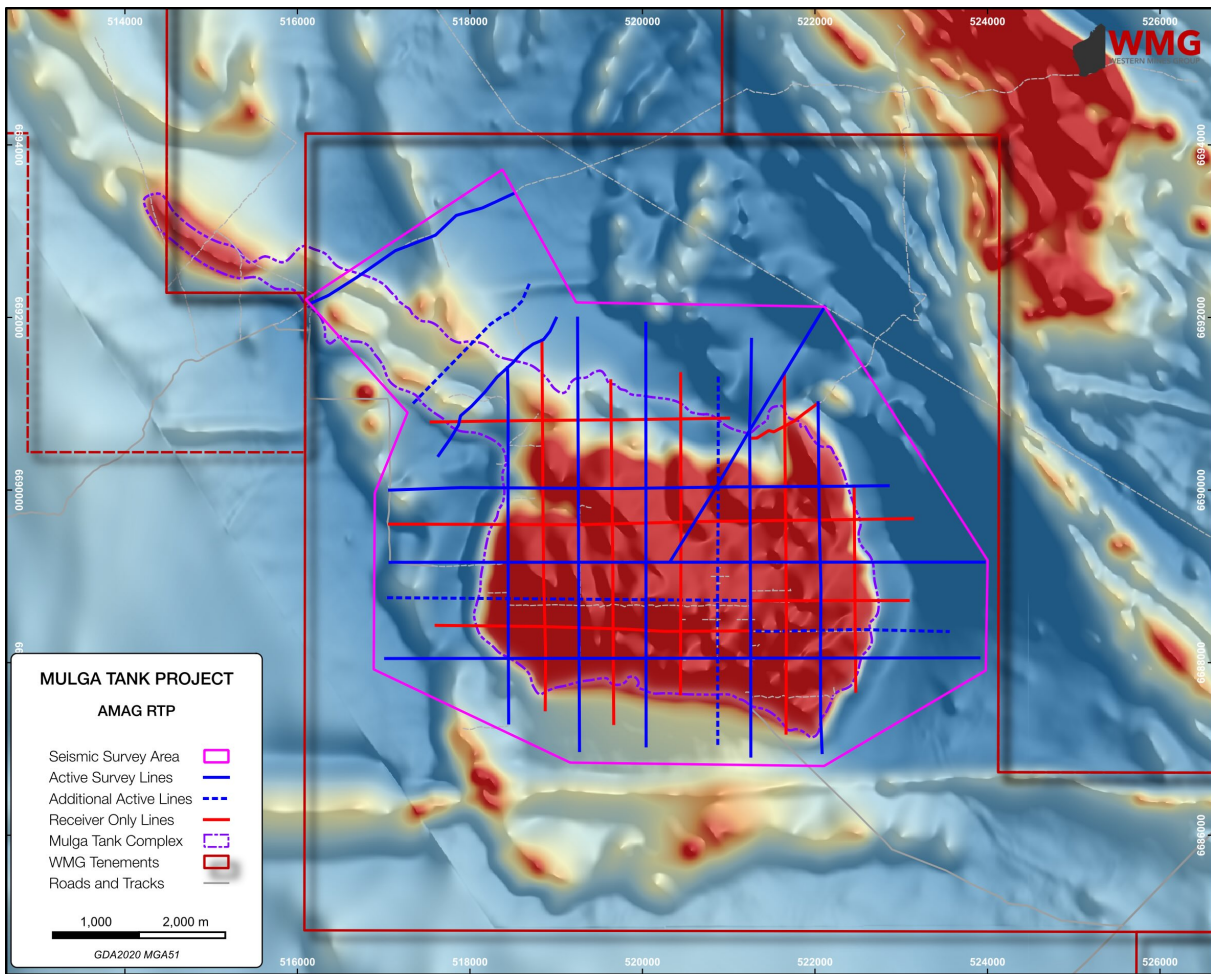 514000
516000
518000
520000
522000
524000
526000
WMG
WESTERN MINES GROUP
6694000
6694000
6692000
6692000
6690000
6690000
6688000
6686000
MULGA TANK PROJECT
AMAG RTP
Seismic Survey Area
Active Survey Lines
Additional Active Lines
Receiver Only Lines
Mulga Tank Complex
WMG Tenements
Roads and Tracks
1,000 2,000 m
GDA2020 MGA51
516000
518000
520000
522000
524000
526000